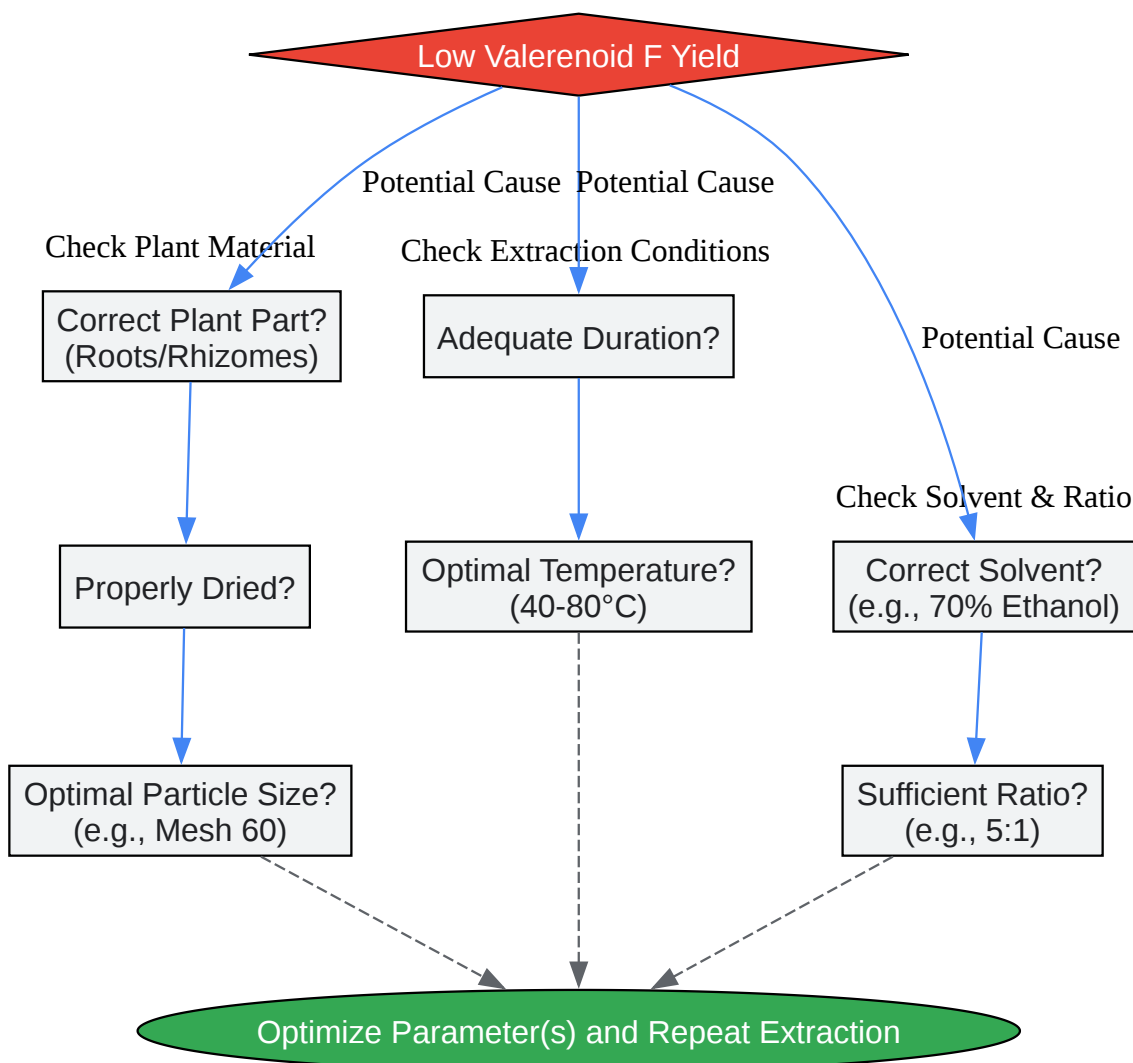 Low Valerenoid F Yield
Potential Cause
Potential Cause
Check Plant Material
Check Extraction Conditions
Correct Plant Part?
(Roots/Rhizomes)
Adequate Duration?
Potential Cause
Check Solvent & Ratio
Properly Dried?
Optimal Temperature?
(40-80°C)
Correct Solvent?
(e.g., 70% Ethanol)
Optimal Particle Size?
(e.g., Mesh 60)
Sufficient Ratio?
(e.g., 5:1)
Optimize Parameter(s) and Repeat Extraction